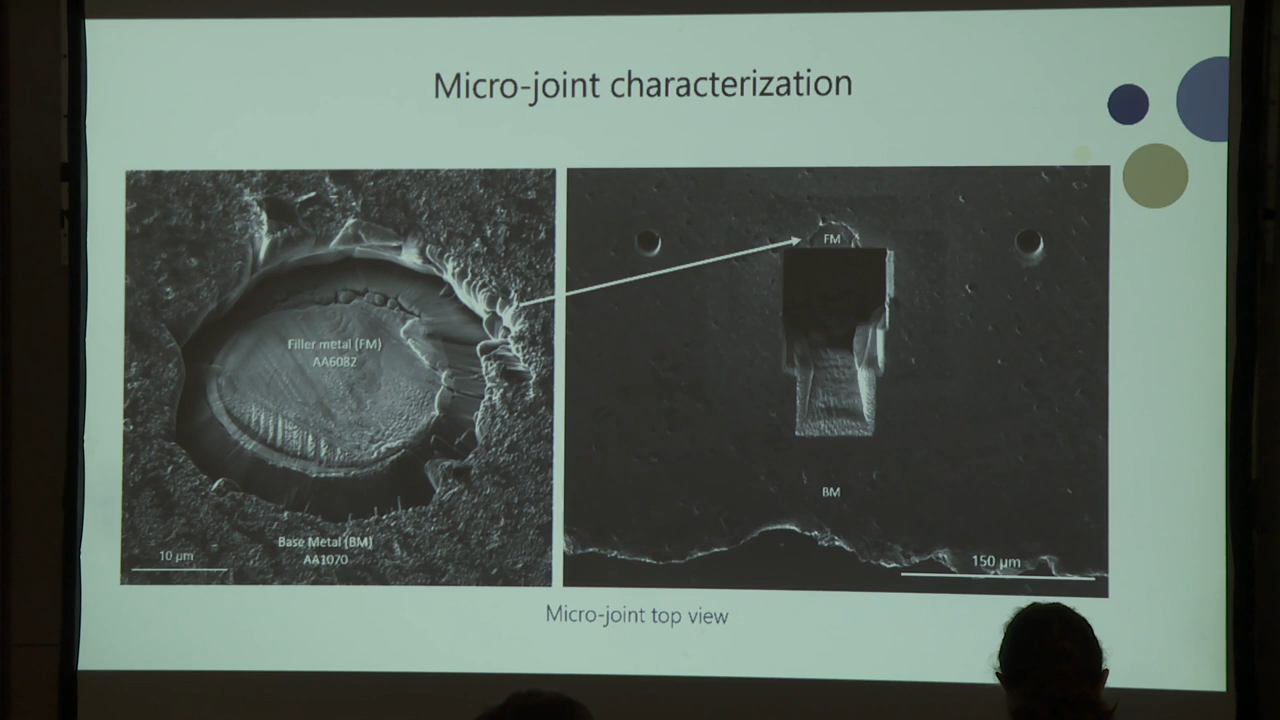 Micro-joint characterization
Filler metal (FM)
AA6082
Base Metal (BM)
AA1070
10 µm
FM
BM
150 µm
Micro-joint top view